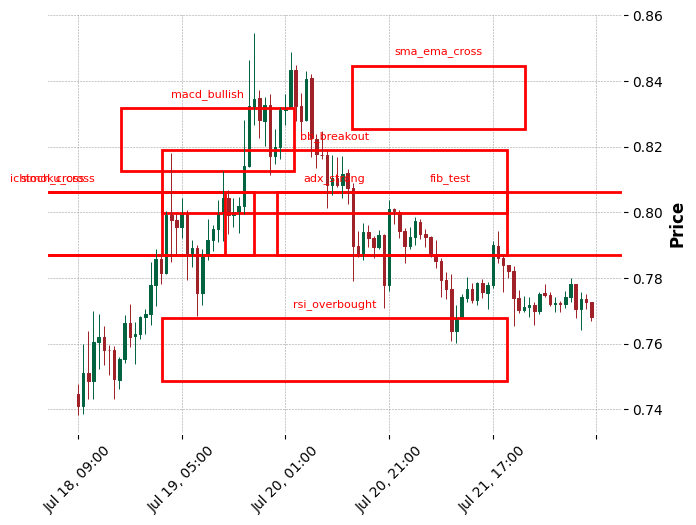 0.86
sma_ema_cross
0.84
macd_bullish
bb_breakout
0.82
adx_strong
fib_test
0.80
Price
0.78
rsi_overbought
0.76
0.74
Jul 18, 09:00
Jul 19, 05:00
Jul 20, 01:00
Jul 20, 21:00
Jul 21, 17:00